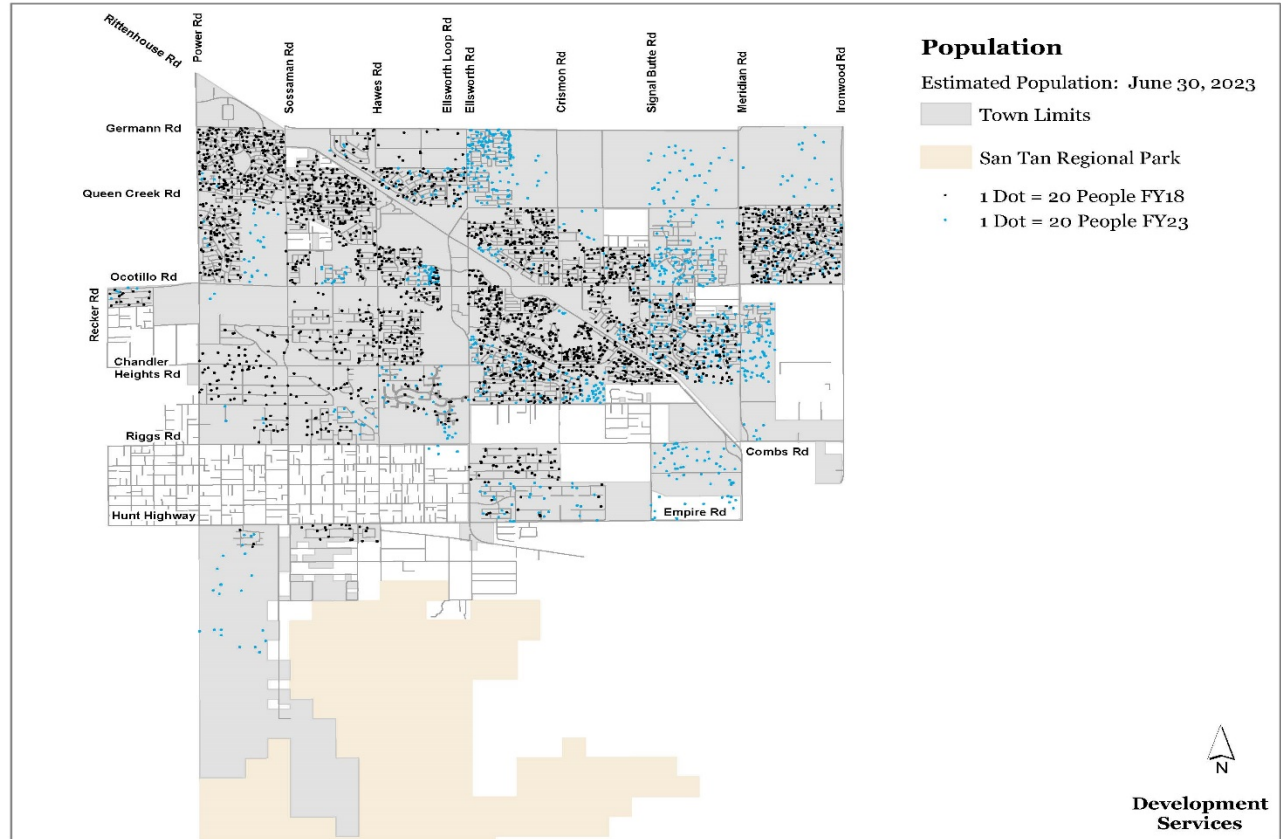 Rittenhouse Rd
Power Rd
Sossaman Rd
Hawes Rd
Ellsworth Loop Rd
Ellsworth Rd
Crismon Rd
Signal Butte Rd
Meridian Rd
Ironwood Rd
Germann Rd
Queen Creek Rd
Ocotillo Rd
Recker Rd
Chandler
Heights Rd
Riggs Rd
Combs Rd
Hunt Highway
Empire Rd
Population
Estimated Population: June 30, 2023
Town Limits
San Tan Regional Park
1 Dot = 20 People FY18
1 Dot = 20 People FY23
N
Development
Services